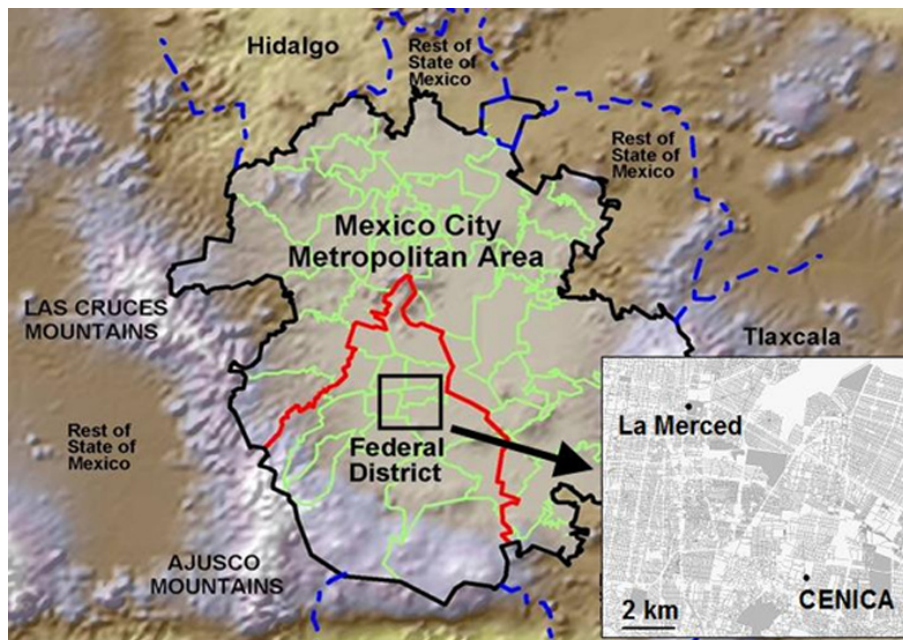 Hidalgo
Rest of
State of
Mexico
Rest of
State of
Mexico
Mexico City
Metropolitan Area
LAS CRUCES
MOUNTAINS
Tlaxcala
La Merced
Rest of
State of
Mexico
Federal
District
AJUSCO
MOUNTAINS
CENICA
2 km